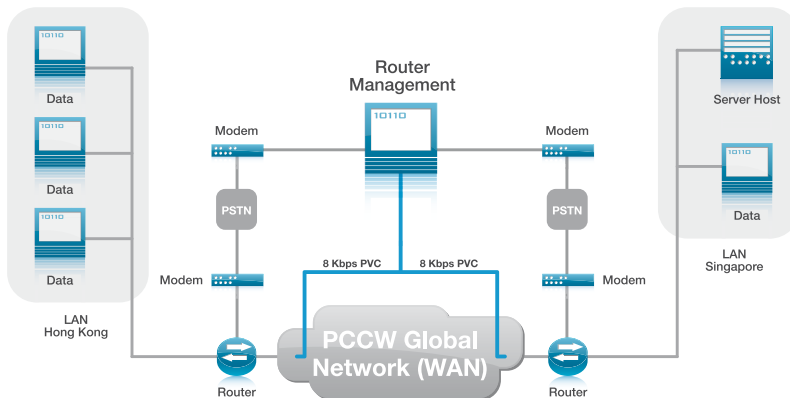 10110
Data
10110
Data
10110
Data
LAN
Hong Kong
Router
Management
10110
Modem
PSTN
Modem
Router
8 Kbps PVC
8 Kbps PVC
PCCW Global
Network (WAN)
Modem
PSTN
Modem
Router
Server Host
10110
Data
LAN
Singapore